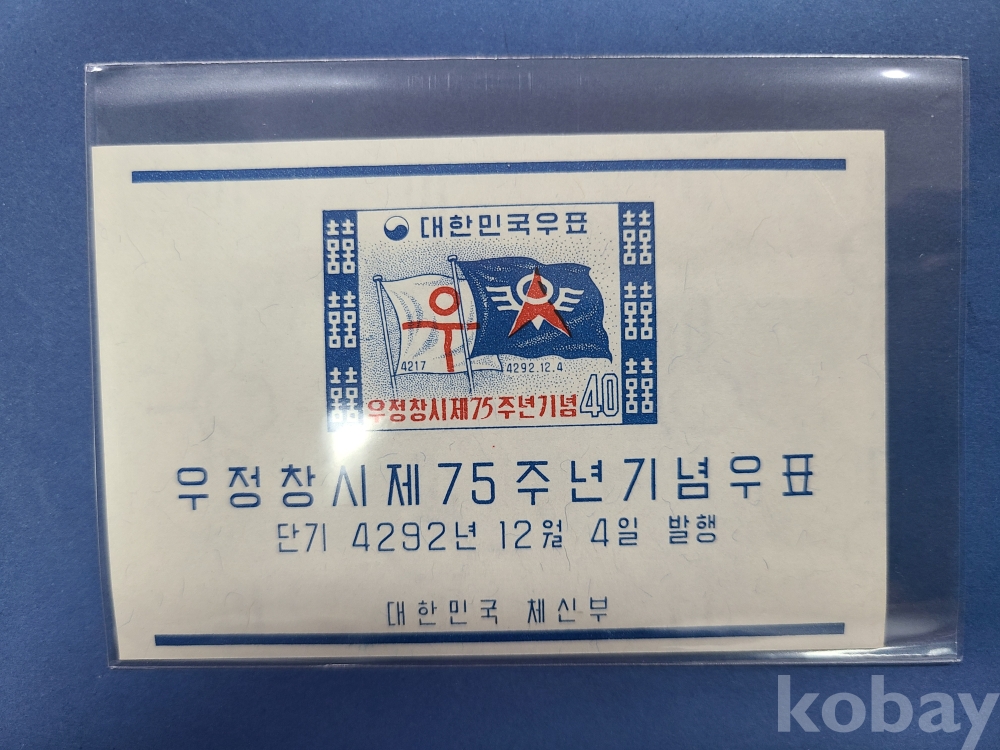 대한민국우표
우
4217
4292.12.4
우정창시제75주년기념
40
우정창시제75주년기념우표
단기 4292년 12월 4일 발행
대한민국 체신부
kobay